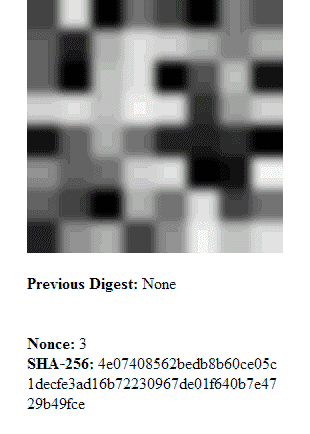 Previous Digest: None
Nonce: 3
SHA-256: 4e07408562bedb8b60ce05c
1decfe3ad16b72230967de01f640b7e47
29b49fce